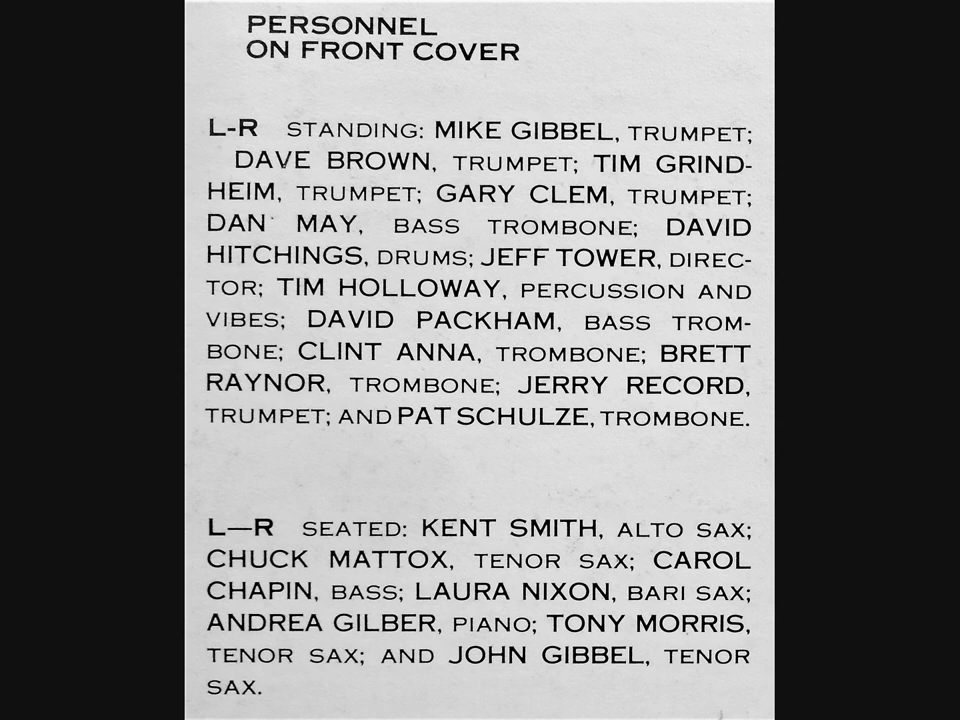 PERSONNEL
ON FRONT COVER
L-R STANDING: MIKE GIBBEL, TRUMPET;
DAVE BROWN, TRUMPET; TIM GRIND-
HEIM, TRUMPET; GARY CLEM, TRUMPET;
DAN MAY, BASS TROMBONE; DAVID
HITCHINGS, DRUMS; JEFF TOWER, DIREC-
TOR; TIM HOLLOWAY, PERCUSSION AND
VIBES; DAVID PACKHAM, BASS TROM-
BONE; CLINT ANNA, TROMBONE; BRETT
RAYNOR, TROMBONE; JERRY RECORD,
TRUMPET; AND PAT SCHULZE, TROMBONE.
L—R SEATED: KENT SMITH, ALTO SAX;
CHUCK MATTOX, TENOR SAX; CAROL
CHAPIN, BASS; LAURA NIXON, BARI SAX;
ANDREA GILBER, PIANO; TONY MORRIS,
TENOR SAX; AND JOHN GIBBEL, TENOR
SAX.